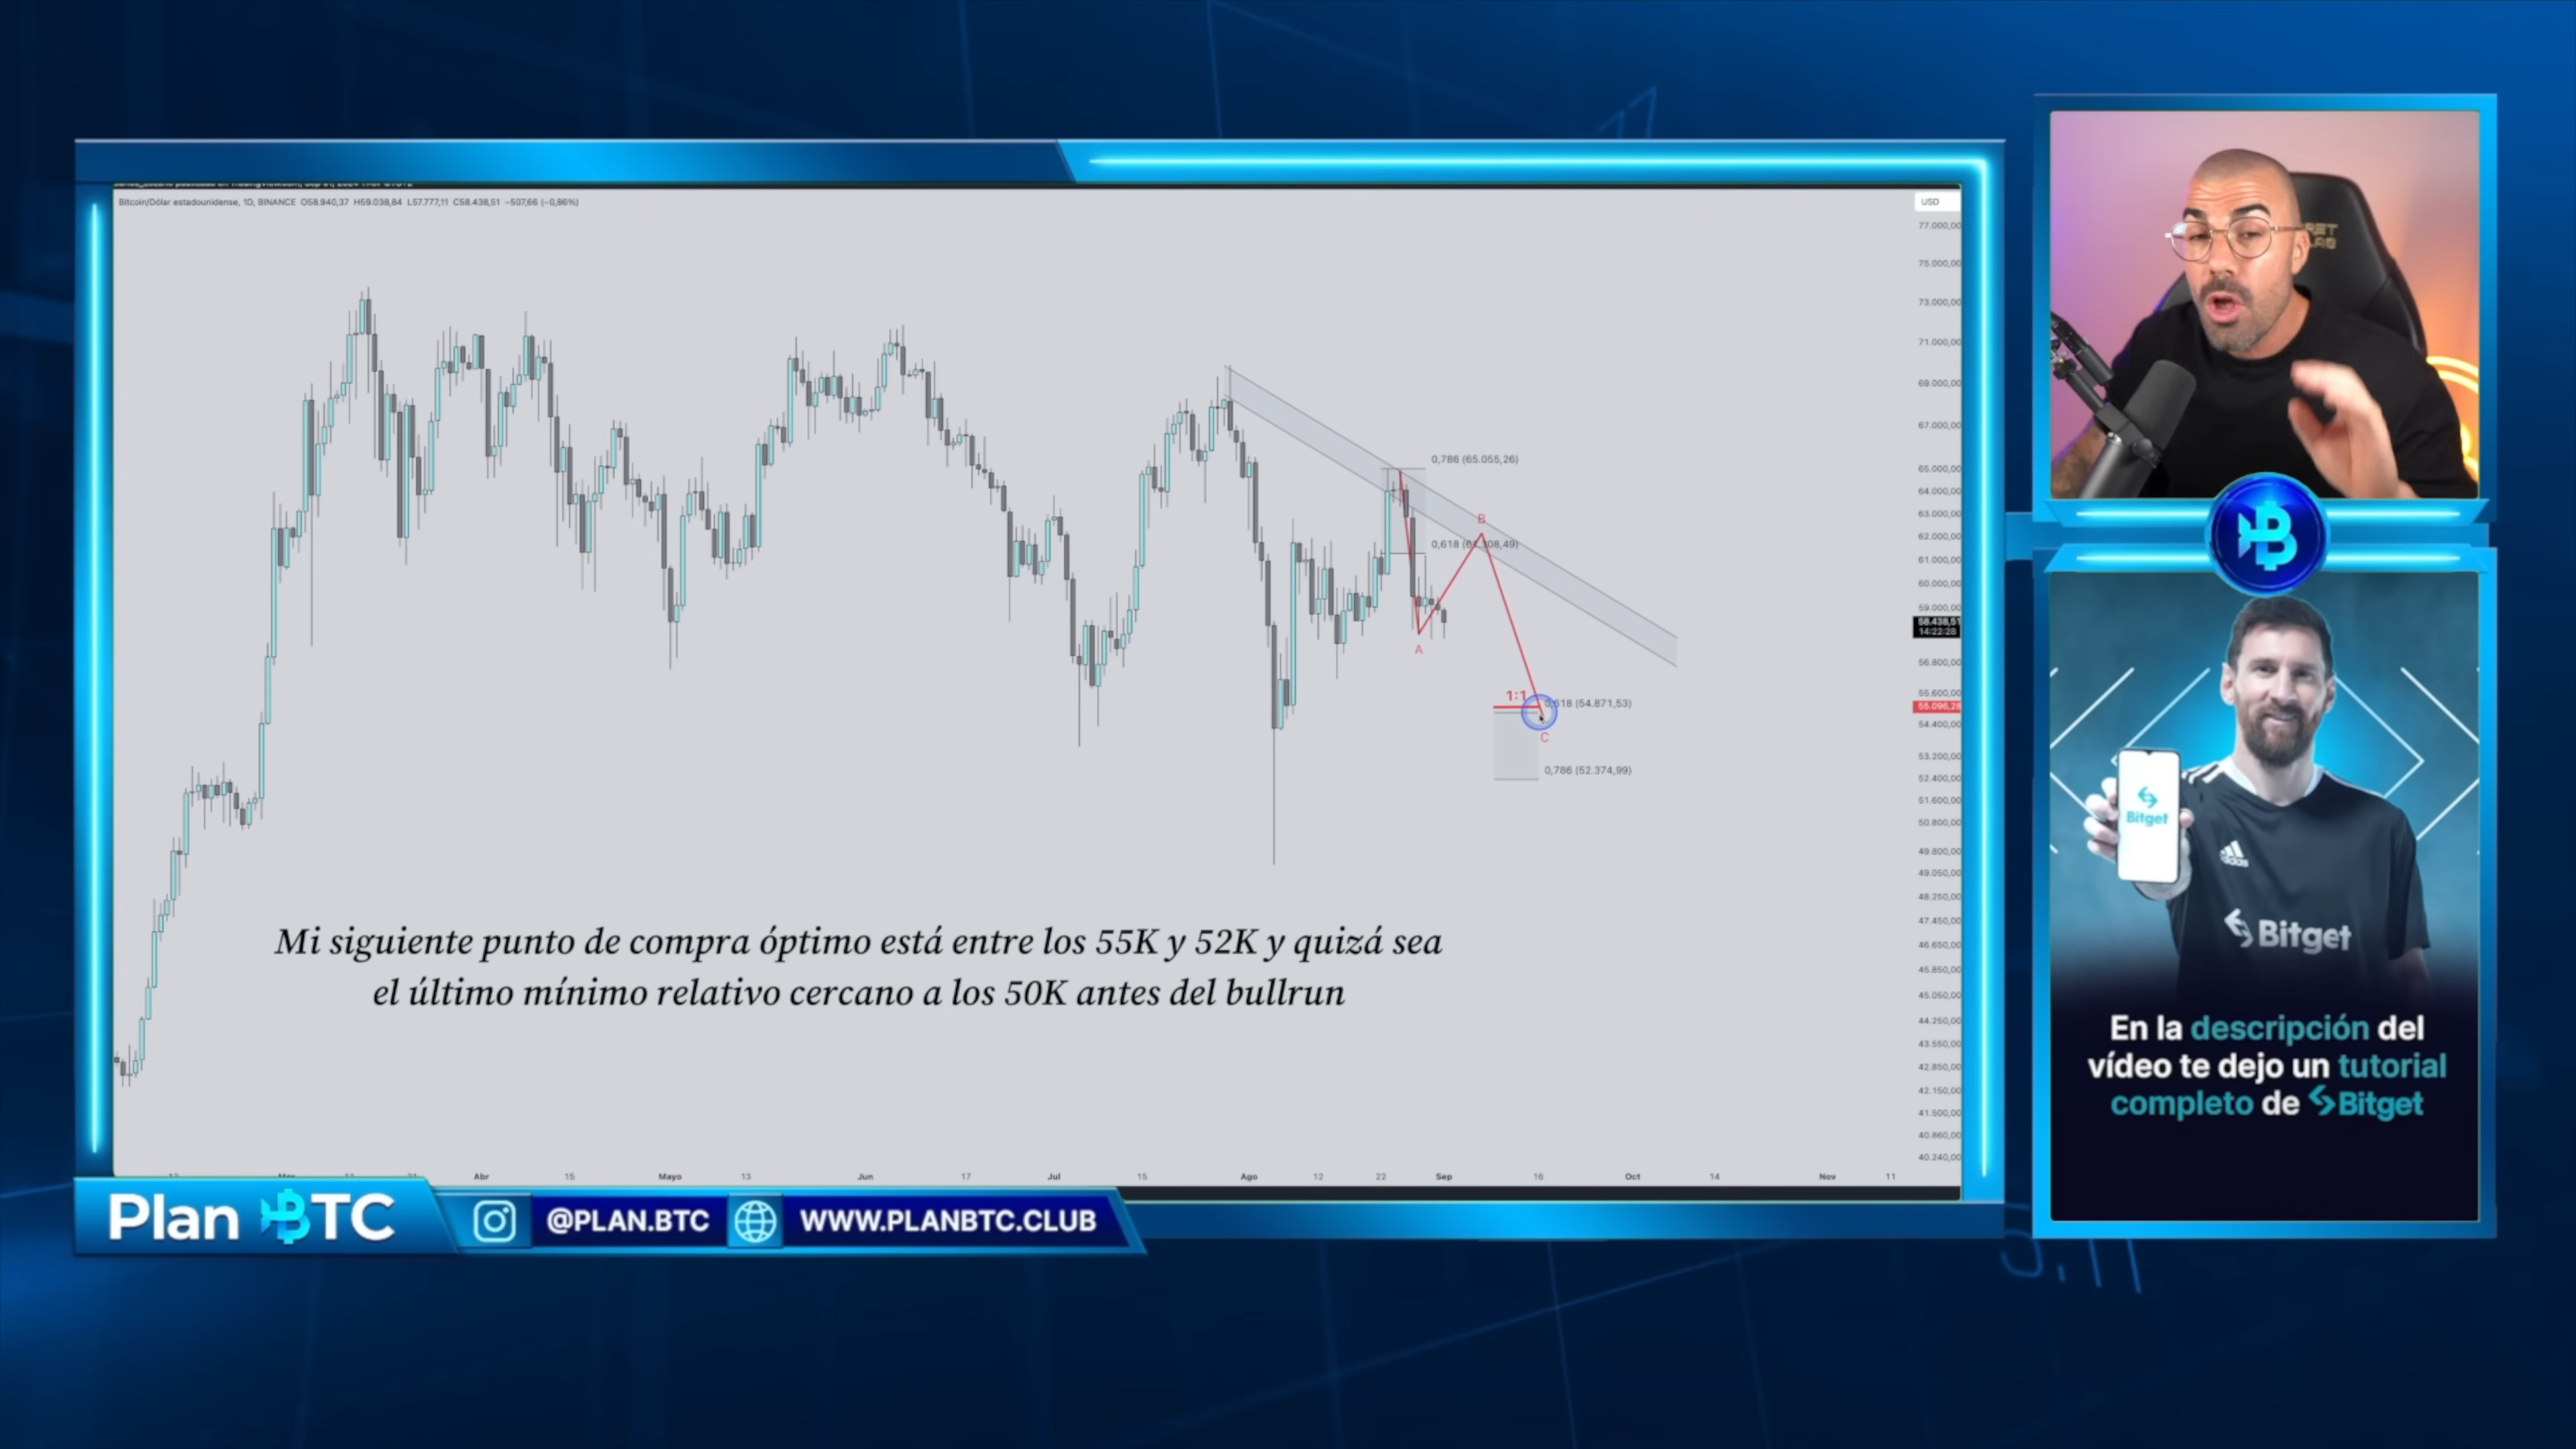 Bitcoin/Dólar estadounidense, 1D, BINANCE O58.940,37 H59.038,84 L57.777,11 C58.438,51 −507,66 (−0,86%)
USD
77.000,00
75.000,00
73.000,00
71.000,00
69.000,00
67.000,00
65.000,00
64.000,00
63.000,00
62.000,00
61.000,00
60.000,00
59.000,00
58.438,51
14:22:28
56.800,00
55.600,00
55.096,28
54.400,00
53.200,00
52.400,00
51.600,00
50.800,00
49.800,00
49.050,00
48.250,00
47.450,00
46.650,00
45.850,00
45.050,00
44.250,00
43.550,00
42.850,00
42.150,00
41.500,00
40.860,00
40.240,00
0,786 (65.055,26)
B
0,618
A
1:1
0,618 (54.871,53)
C
0,786 (52.374,99)
Mi siguiente punto de compra óptimo está entre los 55K y 52K y quizá sea
el último mínimo relativo cercano a los 50K antes del bullrun
Abr 15 Mayo 13 Jun 17 Jul 15 Ago 12 22 Sep 16 Oct 14 Nov 11
Plan BTC
@PLAN.BTC
WWW.PLANBTC.CLUB
Bitget
adidas
Bitget
En la descripción del
vídeo te dejo un tutorial
completo de Bitget